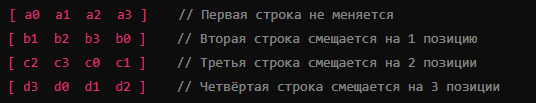 [ a0 a1 a2 a3 ] // Первая строка не меняется
[ b1 b2 b3 b0 ] // Вторая строка смещается на 1 позицию
[ c2 c3 c0 c1 ] // Третья строка смещается на 2 позиции
[ d3 d0 d1 d2 ] // Четвёртая строка смещается на 3 позиции